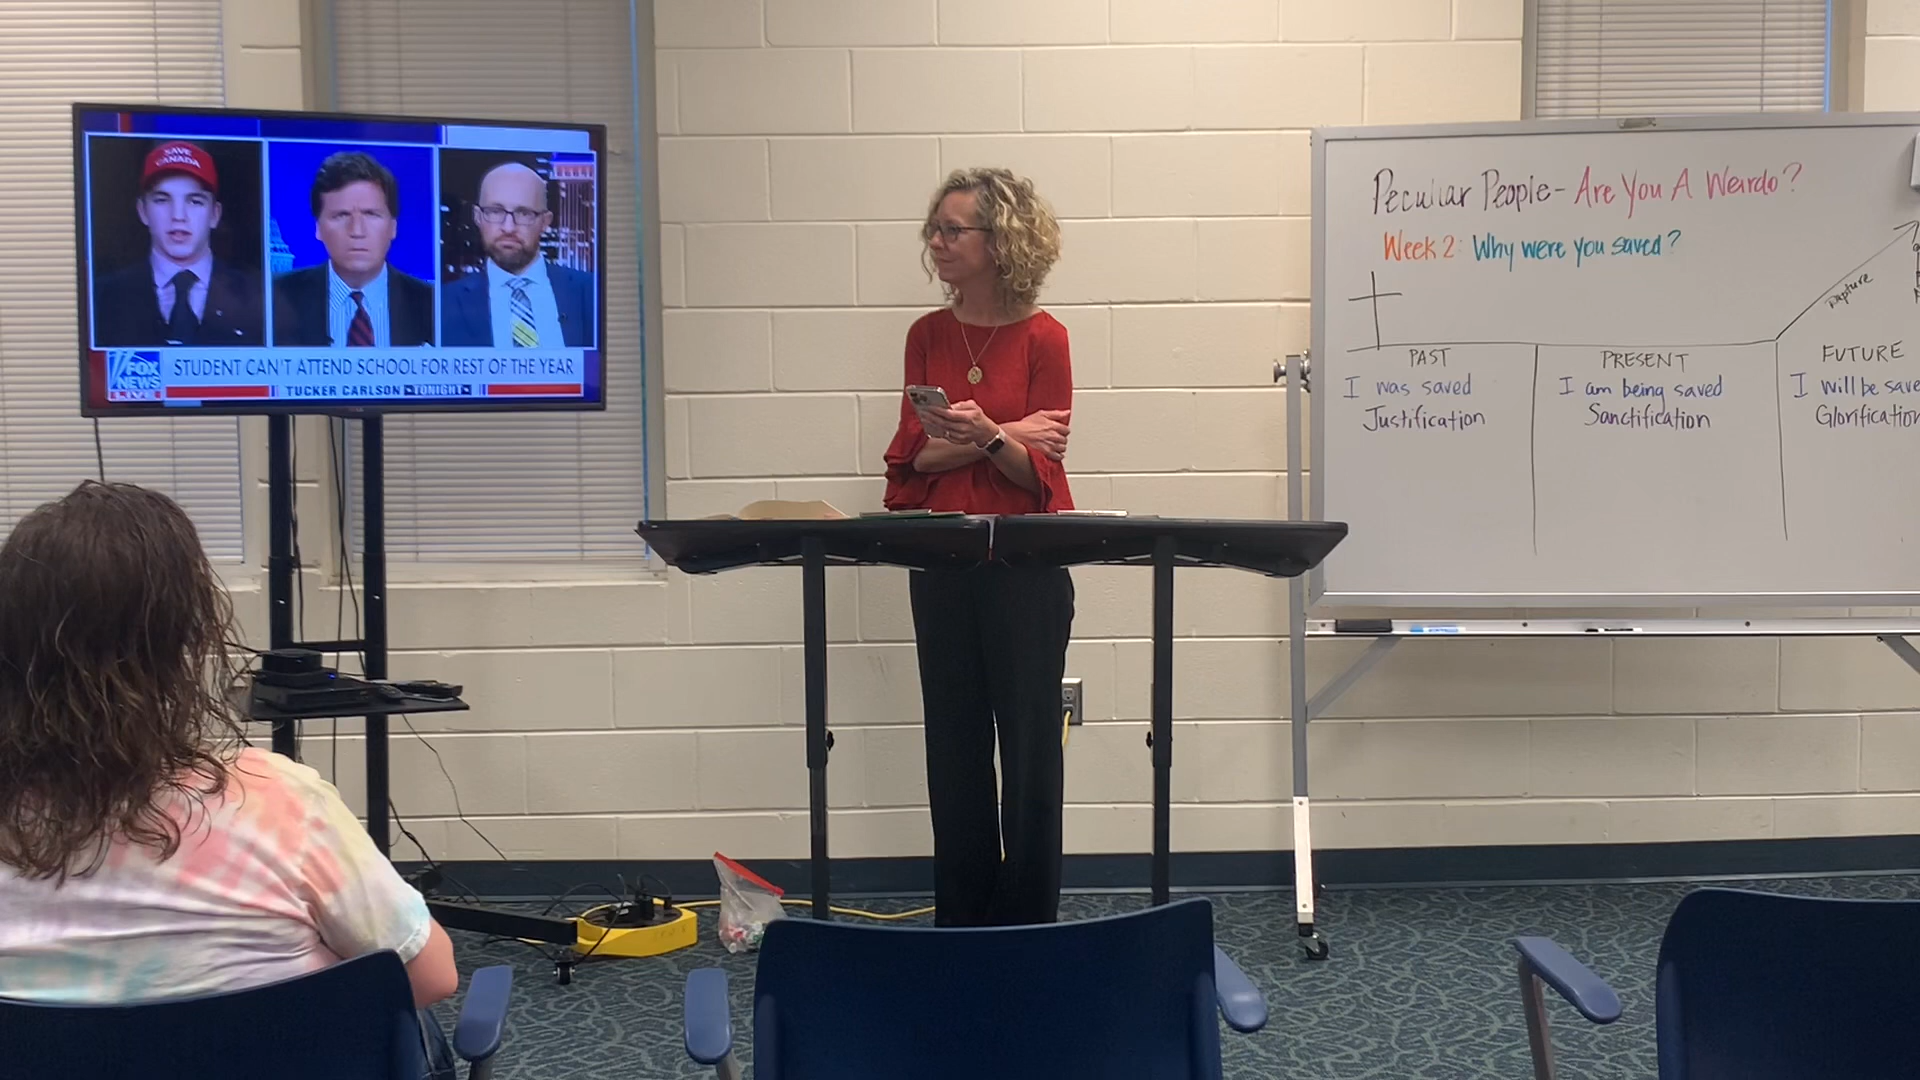 SAVE
CANADA
FOX
NEWS
LIVE
STUDENT CAN'T ATTEND SCHOOL FOR REST OF THE YEAR
TUCKER CARLSON TONIGHT
Peculiar People - Are You A Weirdo?
Week 2: Why were you saved?
Rapture
PAST
I was saved
Justification
PRESENT
I am being saved
Sanctification
FUTURE
I will be save
Glorification